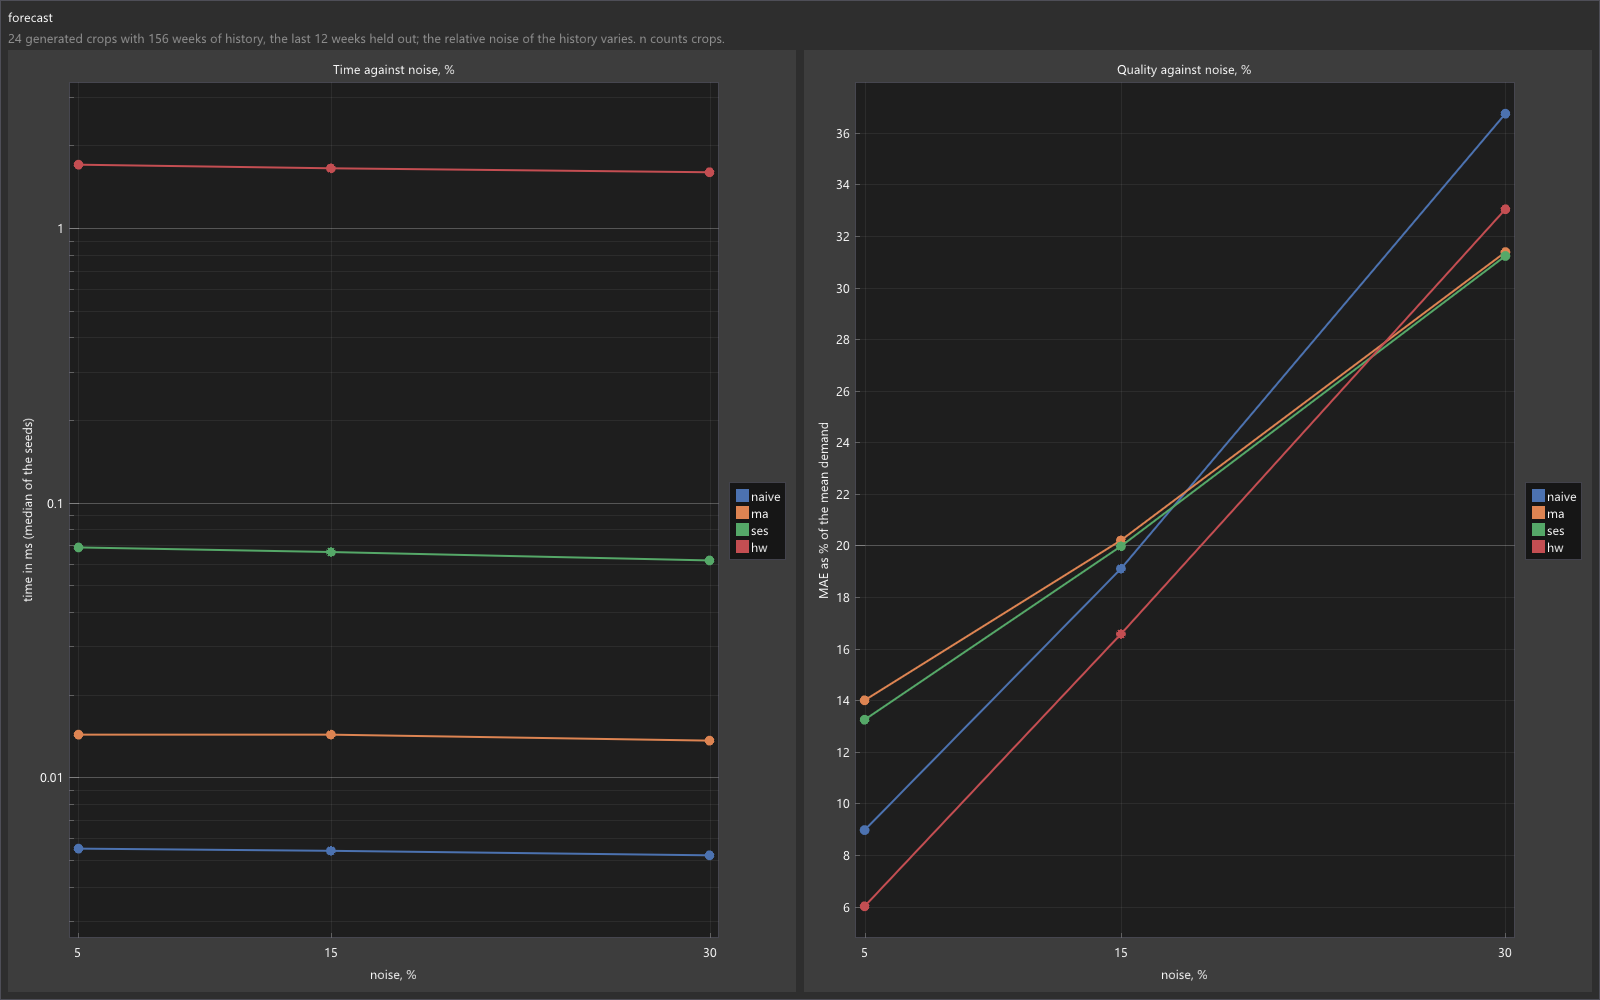 forecast
24 generated crops with 156 weeks of history, the last 12 weeks held out; the relative noise of the history varies. n counts crops.
Time against noise, %
time in ms (median of the seeds)
1
0.1
0.01
5
15
30
noise, %
naive
ma
ses
hw
Quality against noise, %
MAE as % of the mean demand
36
34
32
30
28
26
24
22
20
18
16
14
12
10
8
6
5
15
30
noise, %
naive
ma
ses
hw